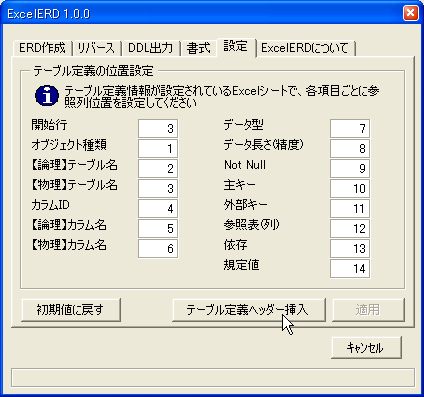 ExcelERD 1.0.0
ERD作成 リバース DDL出力 書式 設定 ExcelERDについて
テーブル定義の位置設定
テーブル定義情報が設定されているExcelシートで、各項目ごとに参
照列位置を設定してください
開始行 3
オブジェクト種類 1
【論理】テーブル名 2
【物理】テーブル名 3
カラムID 4
【論理】カラム名 5
【物理】カラム名 6
データ型 7
データ長さ(精度) 8
Not Null 9
主キー 10
外部キー 11
参照表(列) 12
依存 13
規定値 14
初期値に戻す テーブル定義ヘッダー挿入 適用
キャンセル